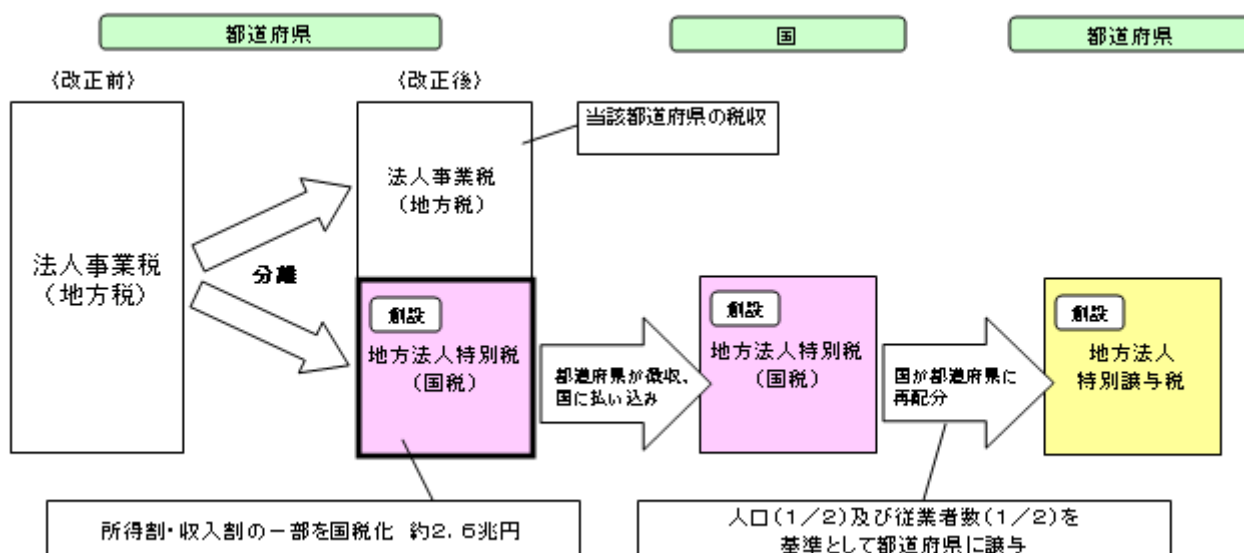 都道府県
国
都道府県
〈改正前〉
〈改正後〉
当該都道府県の税収
法人事業税
(地方税)
法人事業税
(地方税)
分離
創設
地方法人特別税
(国税)
都道府県が徴収、
国に払い込み
創設
地方法人特別税
(国税)
国が都道府県に
再配分
創設
地方法人
特別譲与税
所得割・収入割の一部を国税化 約2.6兆円
人口(1/2)及び従業者数(1/2)を
基準として都道府県に譲与